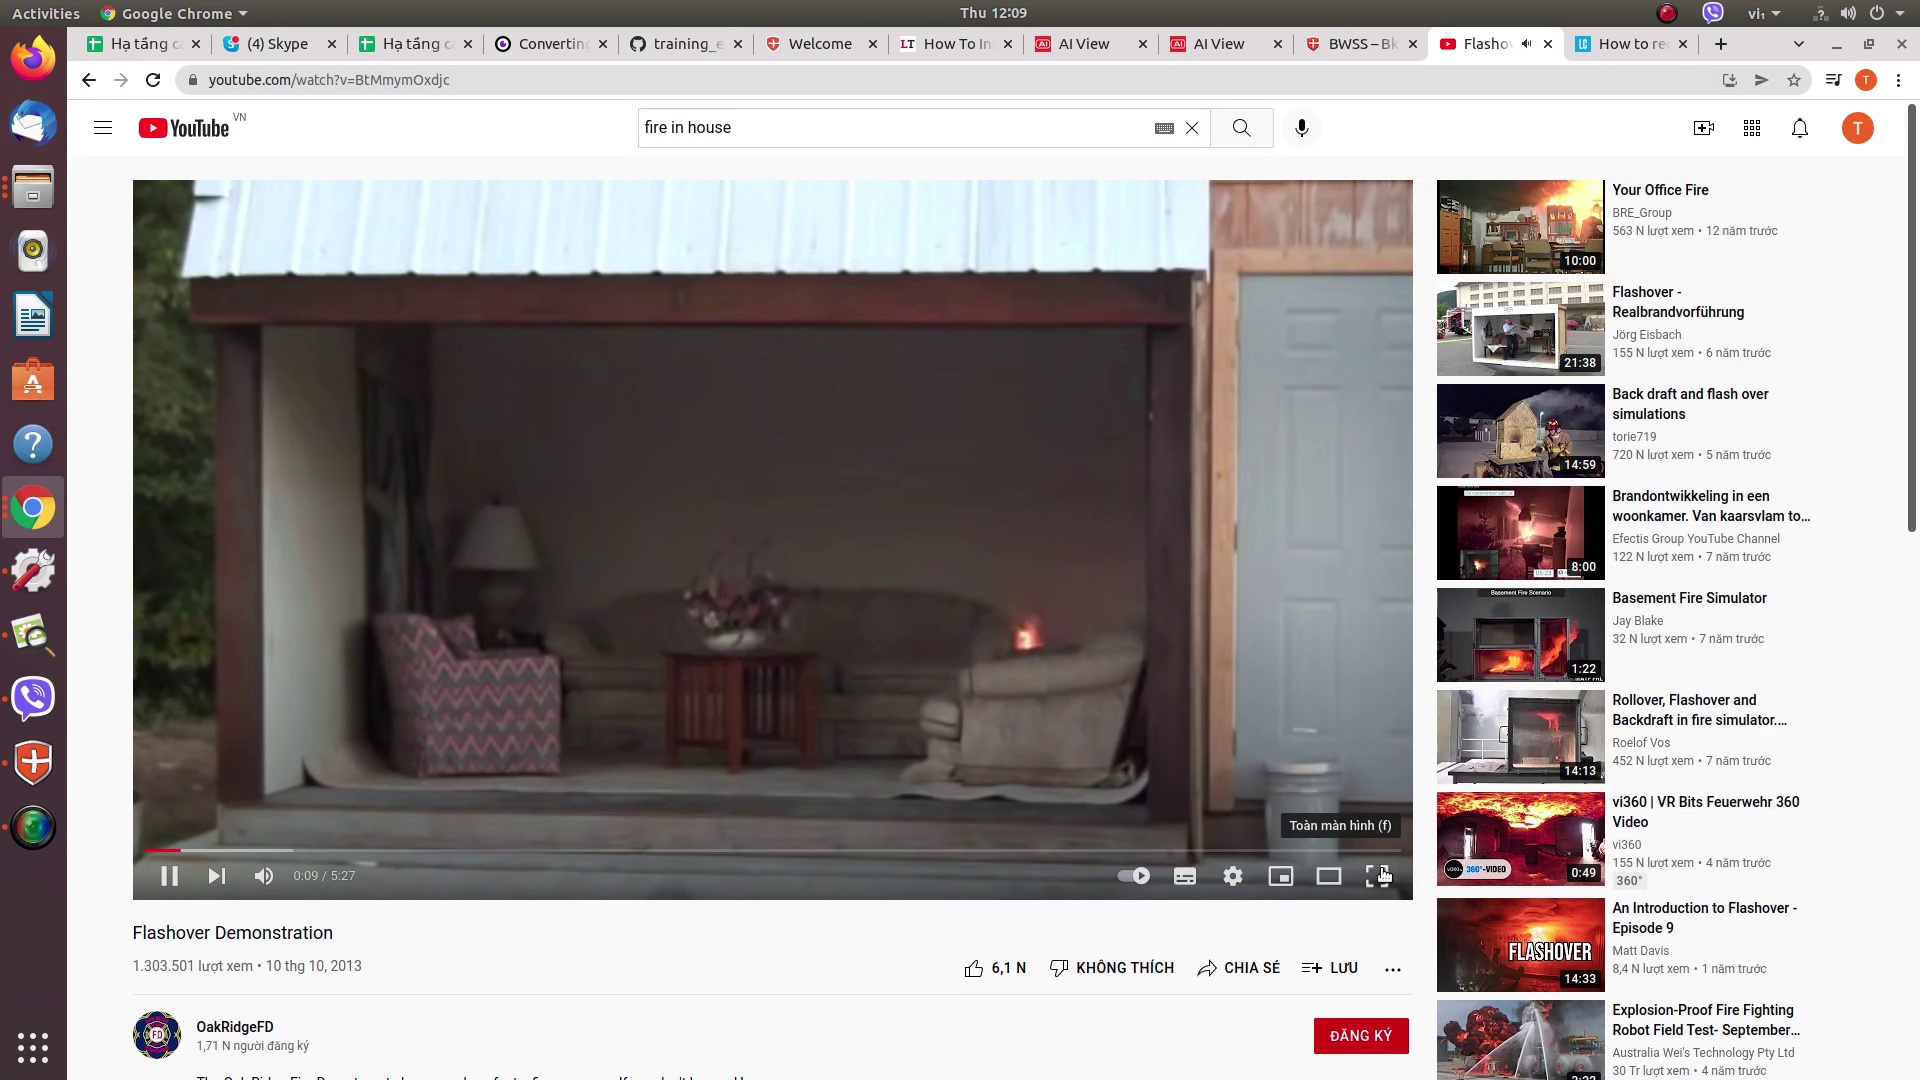 Activities
Google Chrome
Thu 12:09
vi₁
Hạ tầng c
(4) Skype
Hạ tầng c
Converting
training_e
Welcome
How To In
AI View
AI View
BWSS – Bk
Flasho
How to re
youtube.com/watch?v=BtMmymOxdjc
T
YouTube VN
fire in house
T
Toàn màn hình (f)
0:09 / 5:27
Flashover Demonstration
1.303.501 lượt xem • 10 thg 10, 2013
6,1 N
KHÔNG THÍCH
CHIA SẺ
LƯU
OakRidgeFD
1,71 N người đăng ký
ĐĂNG KÝ
Your Office Fire
BRE_Group
563 N lượt xem • 12 năm trước
10:00
Flashover -
Realbrandvorführung
Jörg Eisbach
155 N lượt xem • 6 năm trước
21:38
Back draft and flash over
simulations
torie719
720 N lượt xem • 5 năm trước
14:59
Brandontwikkeling in een
woonkamer. Van kaarsvlam to...
Efectis Group YouTube Channel
122 N lượt xem • 7 năm trước
8:00
Basement Fire Scenario
Basement Fire Simulator
Jay Blake
32 N lượt xem • 7 năm trước
1:22
Rollover, Flashover and
Backdraft in fire simulator....
Roelof Vos
452 N lượt xem • 7 năm trước
14:13
vi360 | VR Bits Feuerwehr 360
Video
vi360
155 N lượt xem • 4 năm trước
360°
360°-VIDEO
0:49
An Introduction to Flashover -
Episode 9
Matt Davis
8,4 N lượt xem • 1 năm trước
FLASHOVER
14:33
Explosion-Proof Fire Fighting
Robot Field Test- September...
Australia Wei's Technology Pty Ltd
30 Tr lượt xem • 4 năm trước